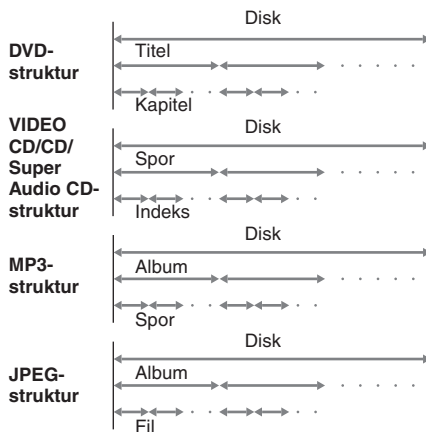 Disk
DVD-
struktur
Titel
Kapitel
VIDEO
CD/CD/
Super
Audio CD-
struktur
Disk
Spor
Indeks
MP3-
struktur
Disk
Album
Spor
JPEG-
struktur
Disk
Album
Fil